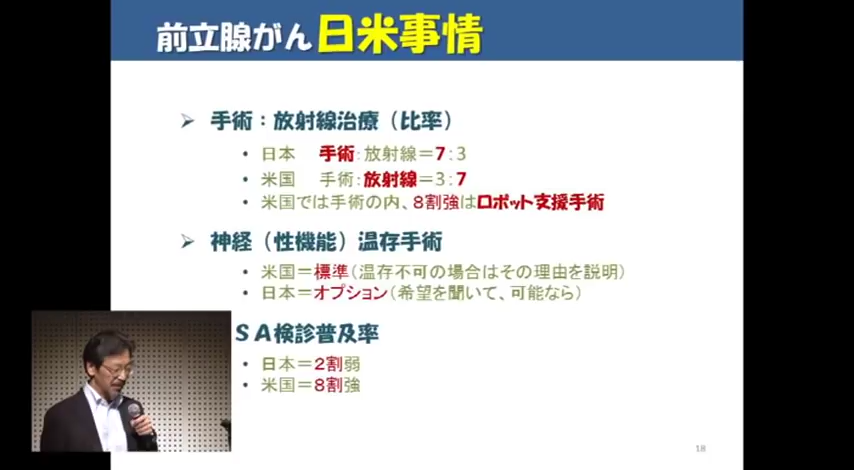 前立腺がん日米事情
➢ 手術：放射線治療（比率）
• 日本 手術：放射線＝7：3
• 米国 手術：放射線＝3：7
• 米国では手術の内、8割強はロボット支援手術
➢ 神経（性機能）温存手術
• 米国＝標準（温存不可の場合はその理由を説明）
• 日本＝オプション（希望を聞いて、可能なら）
ＳＡ検診普及率
• 日本＝2割弱
• 米国＝8割強
18